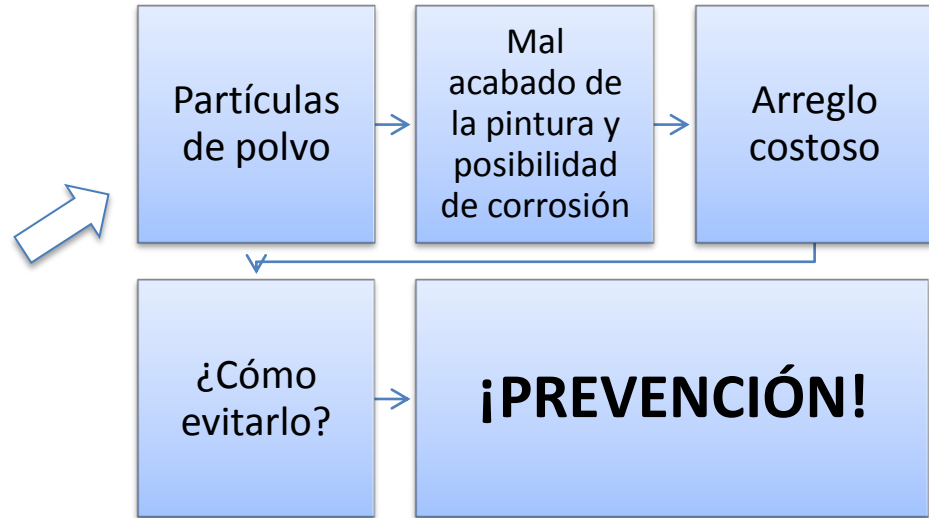 Partículas
de polvo
Mal
acabado de
la pintura y
posibilidad
de corrosión
Arreglo
costoso
¿Cómo
evitarlo?
¡PREVENCIÓN!